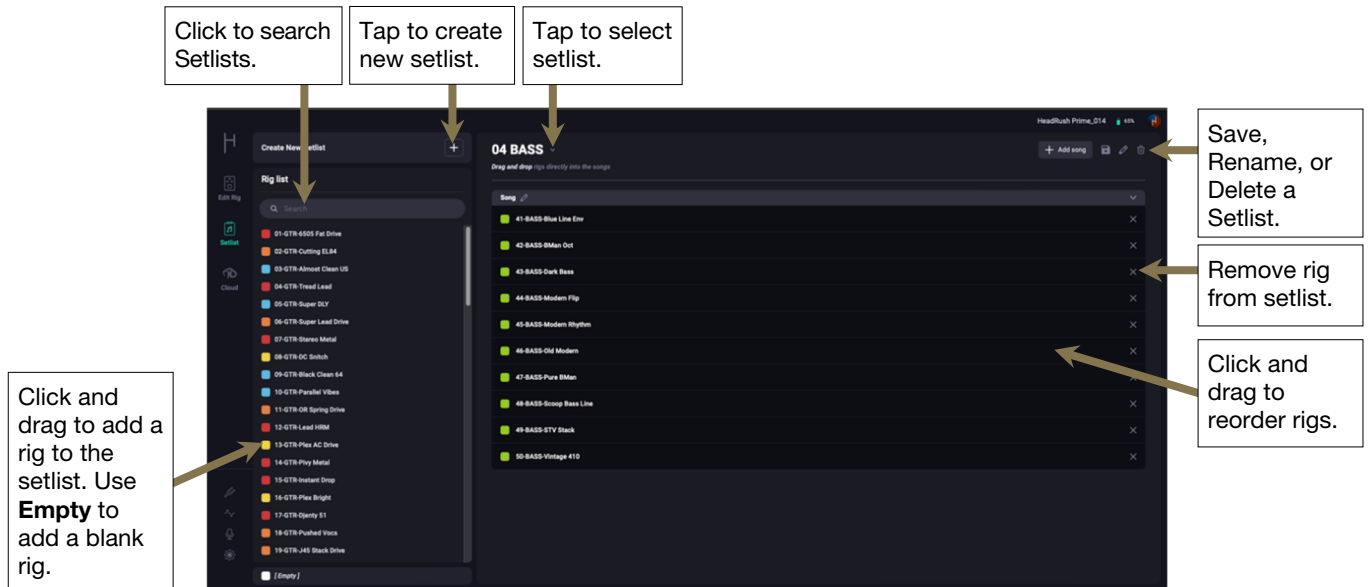 Click to search
Setlists.
Tap to create
new setlist.
Tap to select
setlist.
HeadRush Prime_014
65%
H
Create New Setlist
+
04 BASS
+ Add song
Drag and drop rigs directly into the songs
Save,
Rename, or
Delete a
Setlist.
Edit Rig
Setlist
Cloud
Rig list
Search
01-GTR-6505 Fat Drive
02-GTR-Cutting EL84
03-GTR-Almost Clean US
04-GTR-Tread Lead
05-GTR-Super DLY
06-GTR-Super Lead Drive
07-GTR-Stereo Metal
08-GTR-DC Snitch
09-GTR-Black Clean 64
10-GTR-Parallel Vibes
11-GTR-OR Spring Drive
12-GTR-Lead HRM
13-GTR-Plex AC Drive
14-GTR-Pivy Metal
15-GTR-Instant Drop
16-GTR-Plex Bright
17-GTR-Djenty 51
18-GTR-Pushed Vocs
19-GTR-J45 Stack Drive
[Empty]
Song
41-BASS-Blue Line Env
42-BASS-BMan Oct
43-BASS-Dark Bass
44-BASS-Modern Flip
45-BASS-Modern Rhythm
46-BASS-Old Modern
47-BASS-Pure BMan
48-BASS-Scoop Bass Line
49-BASS-STV Stack
50-BASS-Vintage 410
Remove rig
from setlist.
Click and
drag to
reorder rigs.
Click and
drag to add a
rig to the
setlist. Use
Empty to
add a blank
rig.